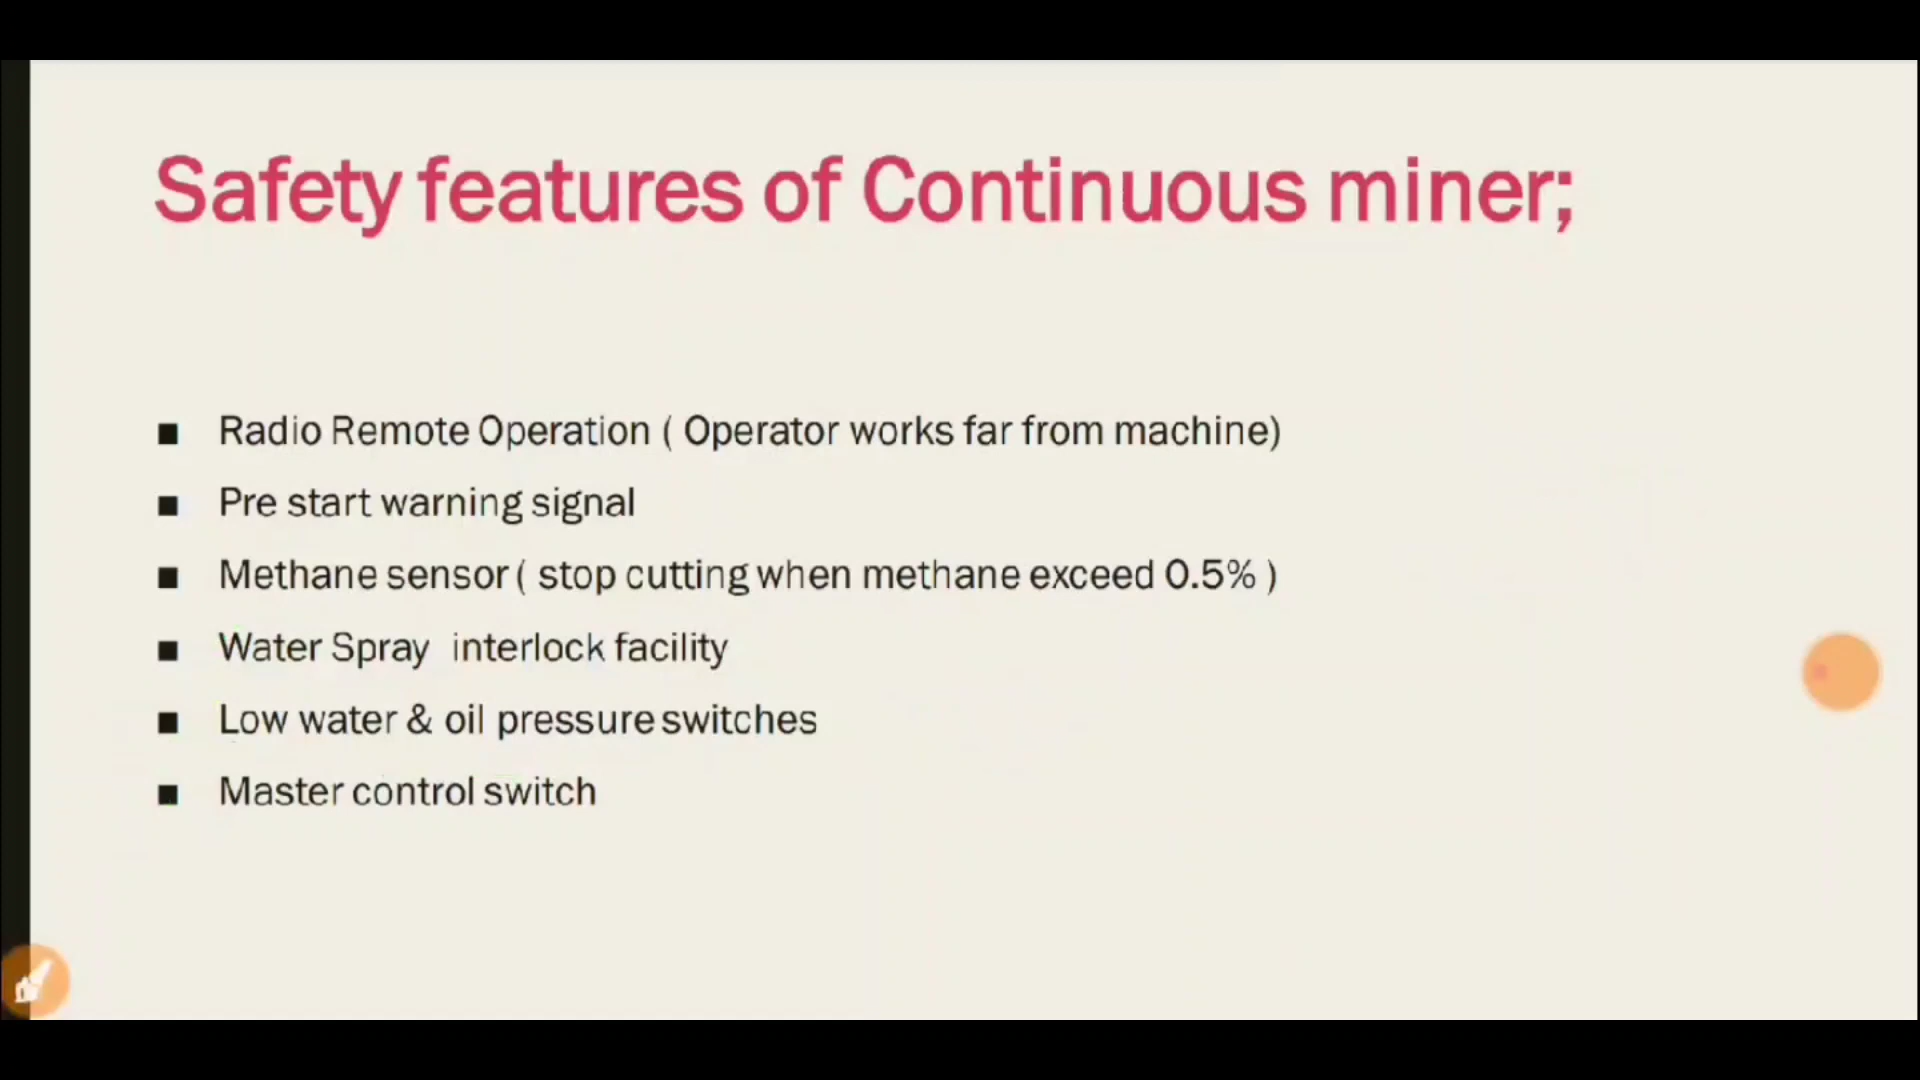 Safety features of Continuous miner;
■ Radio Remote Operation ( Operator works far from machine)
■ Pre start warning signal
■ Methane sensor ( stop cutting when methane exceed 0.5% )
■ Water Spray interlock facility
■ Low water & oil pressure switches
■ Master control switch